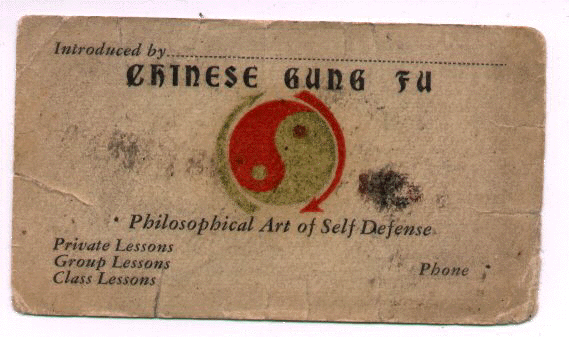 Introduced by
CHINESE GUNG FU
Philosophical Art of Self Defense
Private Lessons
Group Lessons
Class Lessons
Phone